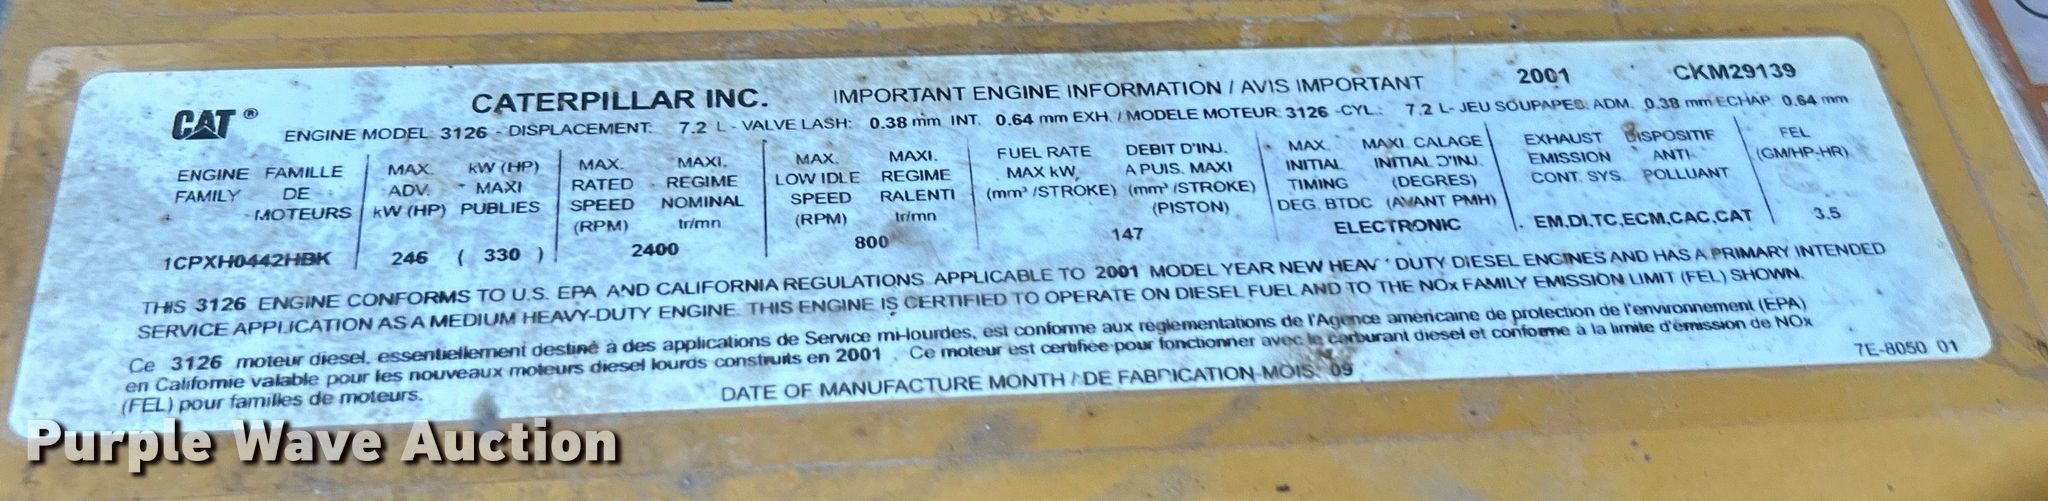 CAT® CATERPILLAR INC. IMPORTANT ENGINE INFORMATION / AVIS IMPORTANT 2001 CKM29139
ENGINE MODEL: 3126 - DISPLACEMENT: 7.2 L - VALVE LASH: 0.38 mm INT. 0.64 mm EXH. / MODELE MOTEUR 3126 -CYL.: 7.2 L- JEU SOUPAPES: ADM. 0.38 mm ECHAP. 0.64 mm
ENGINE FAMILY
FAMILLE DE MOTEURS
MAX. ADV. kW (HP)
kW (HP) MAXI PUBLIES
MAX. RATED SPEED (RPM)
MAXI. REGIME NOMINAL tr/mn
MAX. LOW IDLE SPEED (RPM)
MAXI. REGIME RALENTI tr/mn
FUEL RATE MAX kW, (mm³ /STROKE)
DEBIT D'INJ. A PUIS. MAXI (mm³ /STROKE) (PISTON)
MAX. INITIAL TIMING DEG. BTDC
MAXI. CALAGE INITIAL D'INJ. (DEGRES) (AVANT PMH)
EXHAUST EMISSION CONT. SYS.
DISPOSITIF ANTI- POLLUANT
FEL (GM/HP-HR)
1CPXH0442HBK 246 ( 330 ) 2400 800 147 ELECTRONIC EM,DI,TC,ECM,CAC,CAT 3.5
THIS 3126 ENGINE CONFORMS TO U.S. EPA AND CALIFORNIA REGULATIONS APPLICABLE TO 2001 MODEL YEAR NEW HEAV DUTY DIESEL ENGINES AND HAS A PRIMARY INTENDED
SERVICE APPLICATION AS A MEDIUM HEAVY-DUTY ENGINE. THIS ENGINE IS CERTIFIED TO OPERATE ON DIESEL FUEL AND TO THE NOx FAMILY EMISSION LIMIT (FEL) SHOWN.
Ce 3126 moteur diesel, essentiellement destiné à des applications de Service mi-lourdes, est conforme aux réglementations de l'Agence américaine de protection de l'environnement (EPA)
en Californie valable pour les nouveaux moteurs diesel lourds construits en 2001 . Ce moteur est certifiée pour fonctionner avec le carburant diesel et conforme à la limite d'émission de NOx
(FEL) pour familles de moteurs.
DATE OF MANUFACTURE MONTH / DE FABRICATION-MOIS: 09
7E-8050 01
Purple Wave Auction